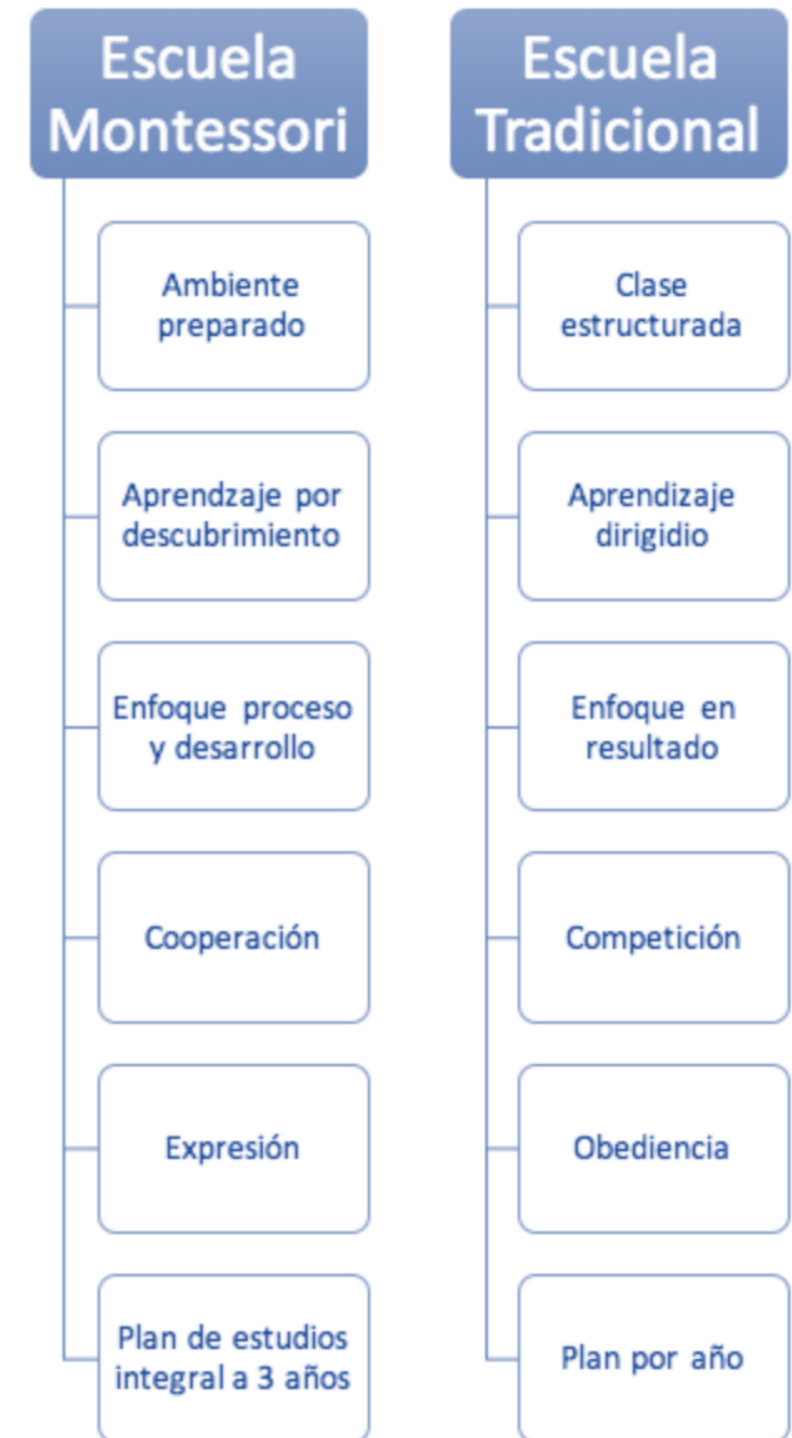 Escuela
Montessori
Ambiente
preparado
Aprendzaje por
descubrimiento
Enfoque proceso
y desarrollo
Cooperación
Expresión
Plan de estudios
integral a 3 años
Escuela
Tradicional
Clase
estructurada
Aprendizaje
dirigidio
Enfoque en
resultado
Competición
Obediencia
Plan por año